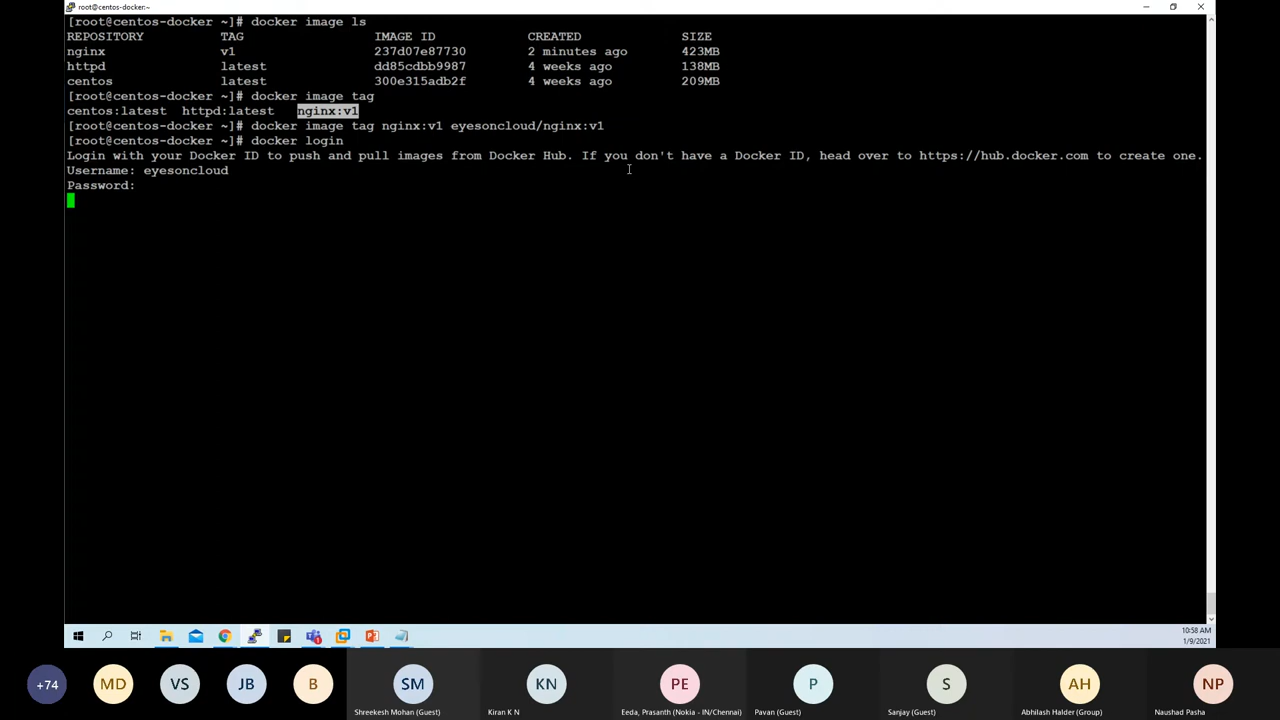 root@centos-docker:~
[root@centos-docker ~]# docker image ls
REPOSITORY TAG IMAGE ID CREATED SIZE
nginx v1 237d07e87730 2 minutes ago 423MB
httpd latest dd85cdbb9987 4 weeks ago 138MB
centos latest 300e315adb2f 4 weeks ago 209MB
[root@centos-docker ~]# docker image tag
centos:latest httpd:latest nginx:v1
[root@centos-docker ~]# docker image tag nginx:v1 eyesoncloud/nginx:v1
[root@centos-docker ~]# docker login
Login with your Docker ID to push and pull images from Docker Hub. If you don't have a Docker ID, head over to https://hub.docker.com to create one.
Username: eyesoncloud
Password:
10:58 AM
1/9/2021
+74 MD VS JB B SM KN PE P S AH NP
Shreekesh Mohan (Guest) Kiran K N Eeda, Prasanth (Nokia - IN/Chennai) Pavan (Guest) Sanjay (Guest) Abhilash Halder (Group) Naushad Pasha